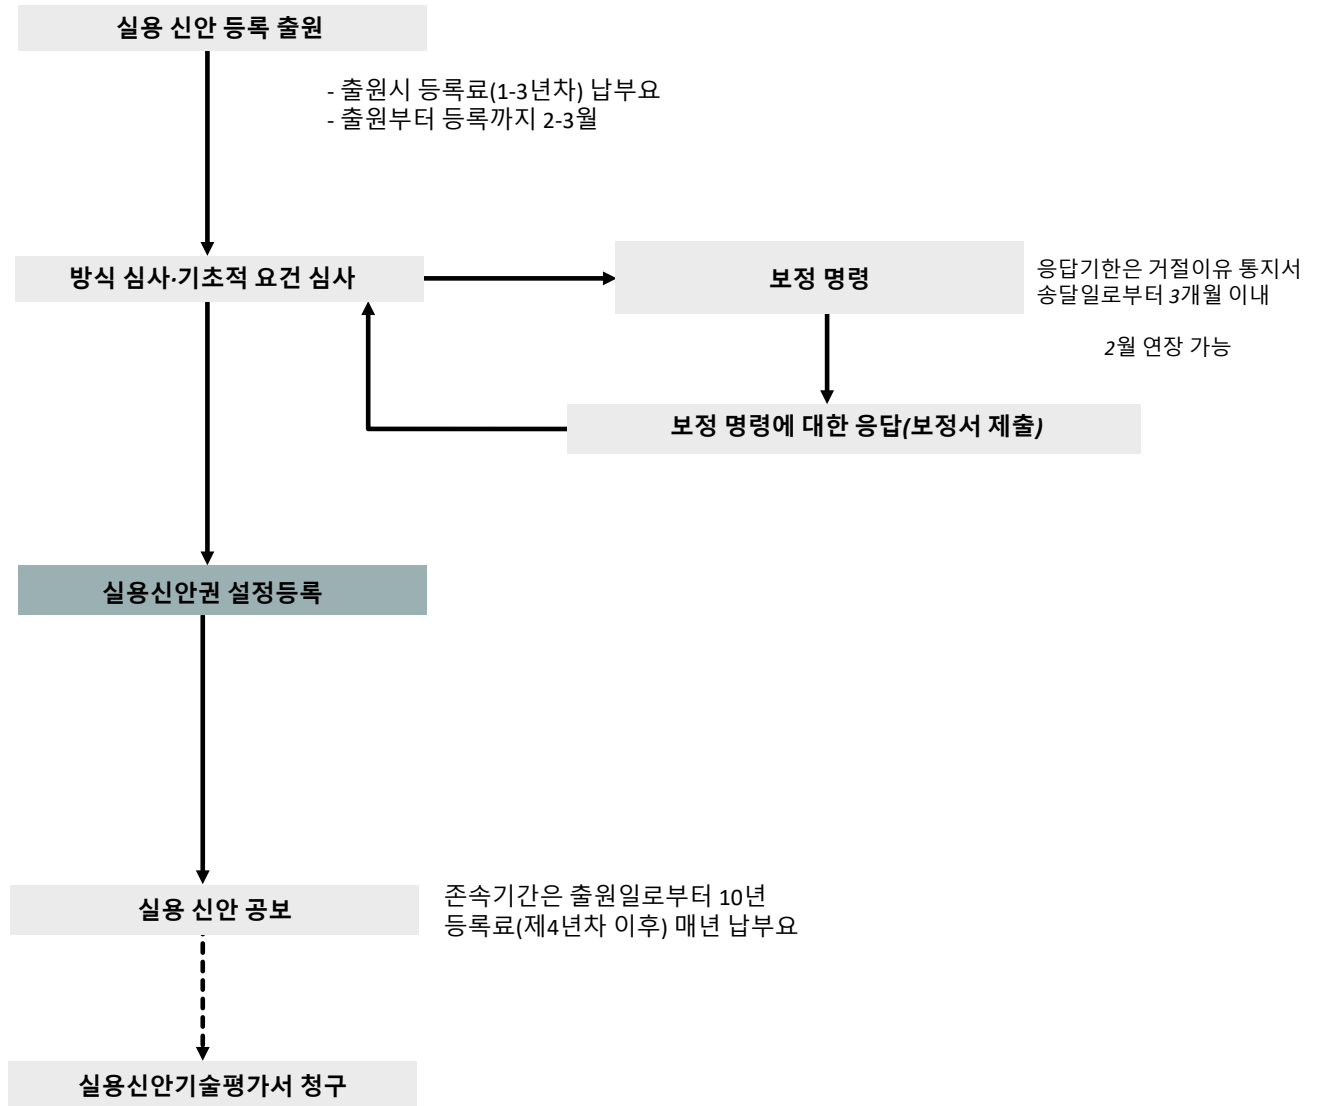 실용 신안 등록 출원
- 출원시 등록료(1-3년차) 납부요
- 출원부터 등록까지 2-3월
방식 심사·기초적 요건 심사
보정 명령
응답기한은 거절이유 통지서
송달일로부터 3개월 이내
2월 연장 가능
보정 명령에 대한 응답(보정서 제출)
실용신안권 설정등록
실용 신안 공보
존속기간은 출원일로부터 10년
등록료(제4년차 이후) 매년 납부요
실용신안기술평가서 청구